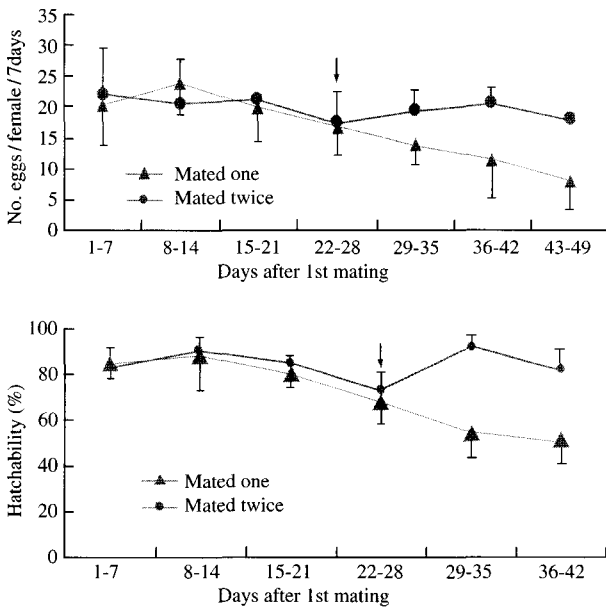 No. eggs / female / 7days
30
25
20
15
10
5
0
Mated one
Mated twice
1-7 8-14 15-21 22-28 29-35 36-42 43-49
Days after 1st mating
Hatchability (%)
100
80
60
40
60
0
Mated one
Mated twice
1-7 8-14 15-21 22-28 29-35 36-42
Days after 1st mating